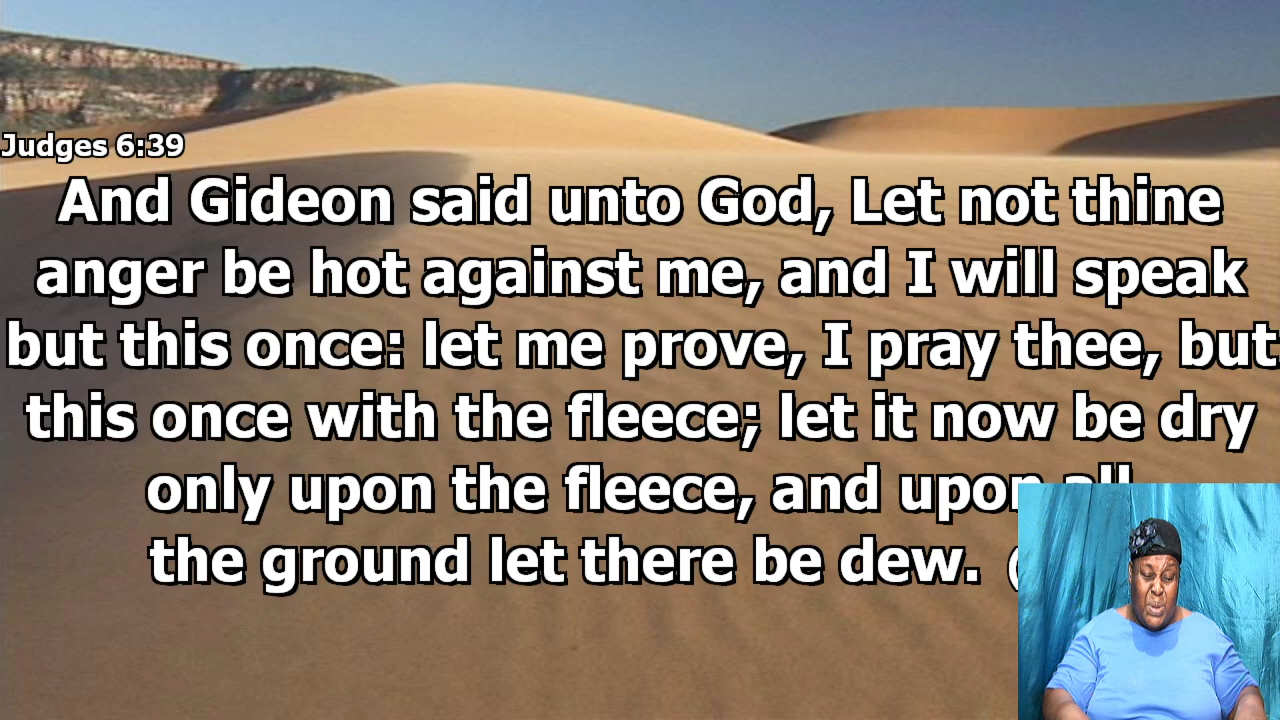 Judges 6:39
And Gideon said unto God, Let not thine
anger be hot against me, and I will speak
but this once: let me prove, I pray thee, but
this once with the fleece; let it now be dry
only upon the fleece, and upon all
the ground let there be dew.